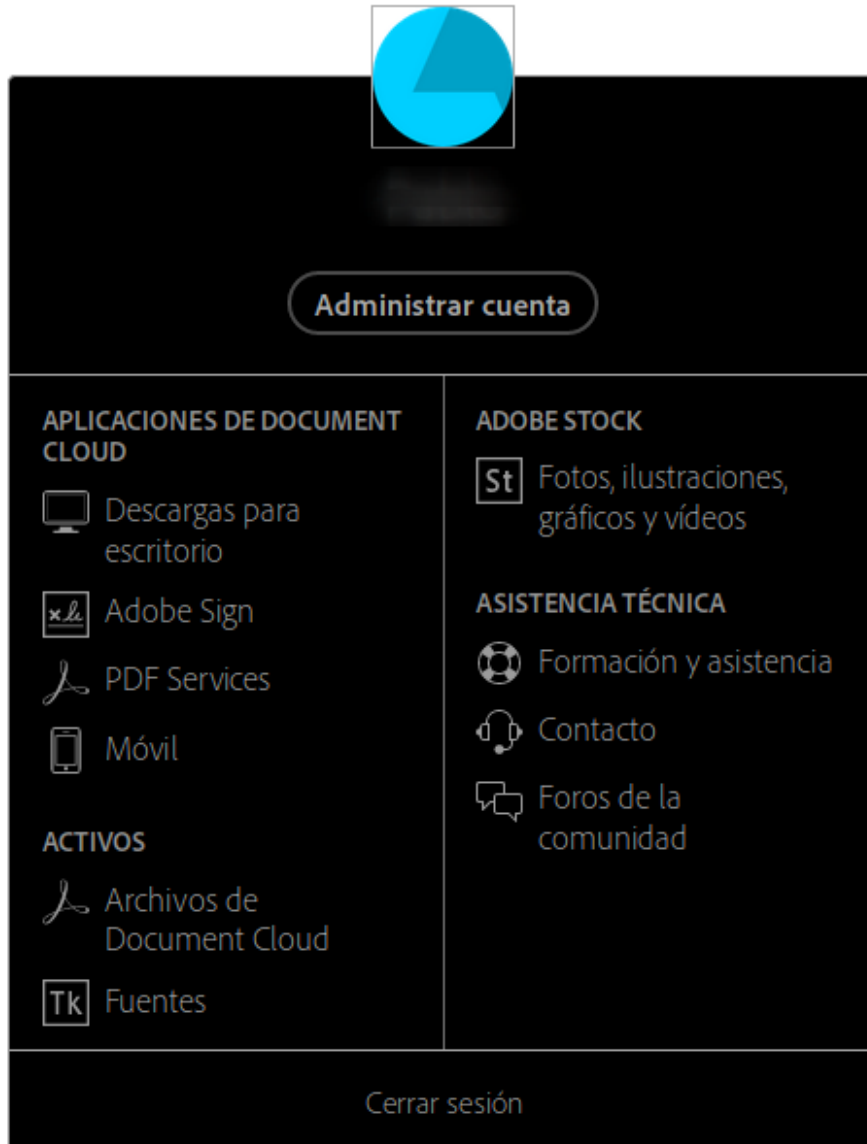 Administrar cuenta
APLICACIONES DE DOCUMENT
CLOUD
Descargas para
escritorio
Adobe Sign
PDF Services
Móvil
ACTIVOS
Archivos de
Document Cloud
Tk Fuentes
ADOBE STOCK
St Fotos, ilustraciones,
gráficos y vídeos
ASISTENCIA TÉCNICA
Formación y asistencia
Contacto
Foros de la
comunidad
Cerrar sesión